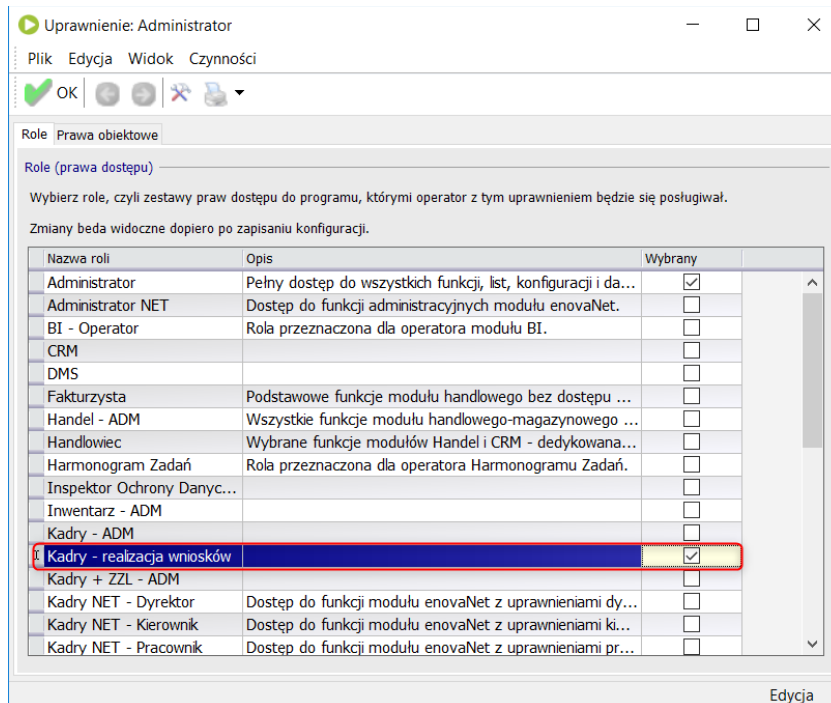 Uprawnienie: Administrator
Plik Edycja Widok Czynności
OK
Role Prawa obiektowe
Role (prawa dostępu)
Wybierz role, czyli zestawy praw dostępu do programu, którymi operator z tym uprawnieniem będzie się posługiwał.
Zmiany beda widoczne dopiero po zapisaniu konfiguracji.
Nazwa roli Opis Wybrany
Administrator Pełny dostęp do wszystkich funkcji, list, konfiguracji i da...
Administrator NET Dostęp do funkcji administracyjnych modułu enovaNet.
BI - Operator Rola przeznaczona dla operatora modułu BI.
CRM
DMS
Fakturzysta Podstawowe funkcje modułu handlowego bez dostępu ...
Handel - ADM Wszystkie funkcje modułu handlowego-magazynowego ...
Handlowiec Wybrane funkcje modułów Handel i CRM - dedykowana...
Harmonogram Zadań Rola przeznaczona dla operatora Harmonogramu Zadań.
Inspektor Ochrony Danyc...
Inwentarz - ADM
Kadry - ADM
Kadry - realizacja wniosków
Kadry + ZZL - ADM
Kadry NET - Dyrektor Dostęp do funkcji modułu enovaNet z uprawnieniami dy...
Kadry NET - Kierownik Dostęp do funkcji modułu enovaNet z uprawnieniami ki...
Kadry NET - Pracownik Dostęp do funkcji modułu enovaNet z uprawnieniami pr...
Edycja